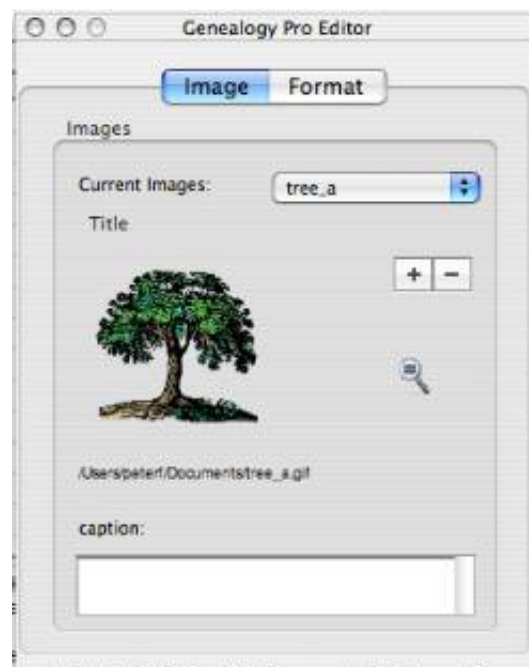 Genealogy Pro Editor
Image Format
Images
Current Images: tree_a
Title
+ −
/Users/peterf/Documents/tree_a.gif
caption: